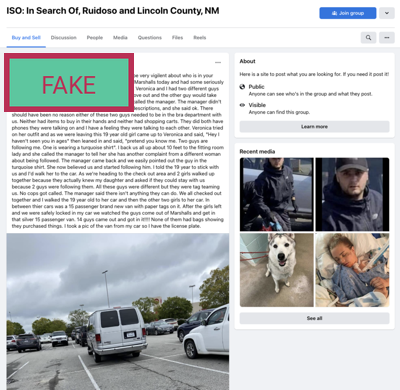 ISO: In Search Of, Ruidoso and Lincoln County, NM
Join group
Buy and Sell Discussion People Media Questions Files Reels
FAKE
be very vigilent about who is in your
Marshalls today and had some seriously
Veronica and I had two different guys
ove out and the other guy would take
called the manager. The manager didn't
descriptions, and she said ok. There
should have been no reason either of these two guys needed to be in the bra department with
us. Neither had items to buy in their hands and neither had shopping carts. They did both have
phones they were talking on and I have a feeling they were talking to each other. Veronica tried
on her outfit and as we were leaving this 19 year old girl came up to Veronica and said, "Hey I
haven't seen you in ages" then leaned in and said, "pretend you know me. Two guys are
following me. One is wearing a turquoise shirt". I back us all up about 10 feet to the fitting room
lady and she called the manager to tell her she has another complaint from a different woman
about being followed. The manager came back and we easily pointed out the guy in the
turquoise shirt. She now believed us and started following him. I told the 19 year to stick with
us and I'd walk her to the car. As we're heading to the check out area and 2 girls walked up
together because they actually knew my daughter and asked if they could stay with us
because 2 guys were following them. All these guys were different but they were tag teaming
us. No cops got called. The manager said there isn't anything they can do. We all checked out
together and I walked the 19 year old to her car and then the other two girls to her car. In
between thier cars was a 15 passenger brand new van with paper tags on it. After the girls left
and we were safely locked in my car we watched the guys come out of Marshalls and get in
that silver 15 passenger van. 14 guys came out and got in it!!!! None of them had bags showing
they purchased things. I took a pic of the van from my car so I have the license plate.
About
Here is a site to post what you are looking for. If you need it post it!
Public
Anyone can see who's in the group and what they post.
Visible
Anyone can find this group.
Learn more
Recent media
See all